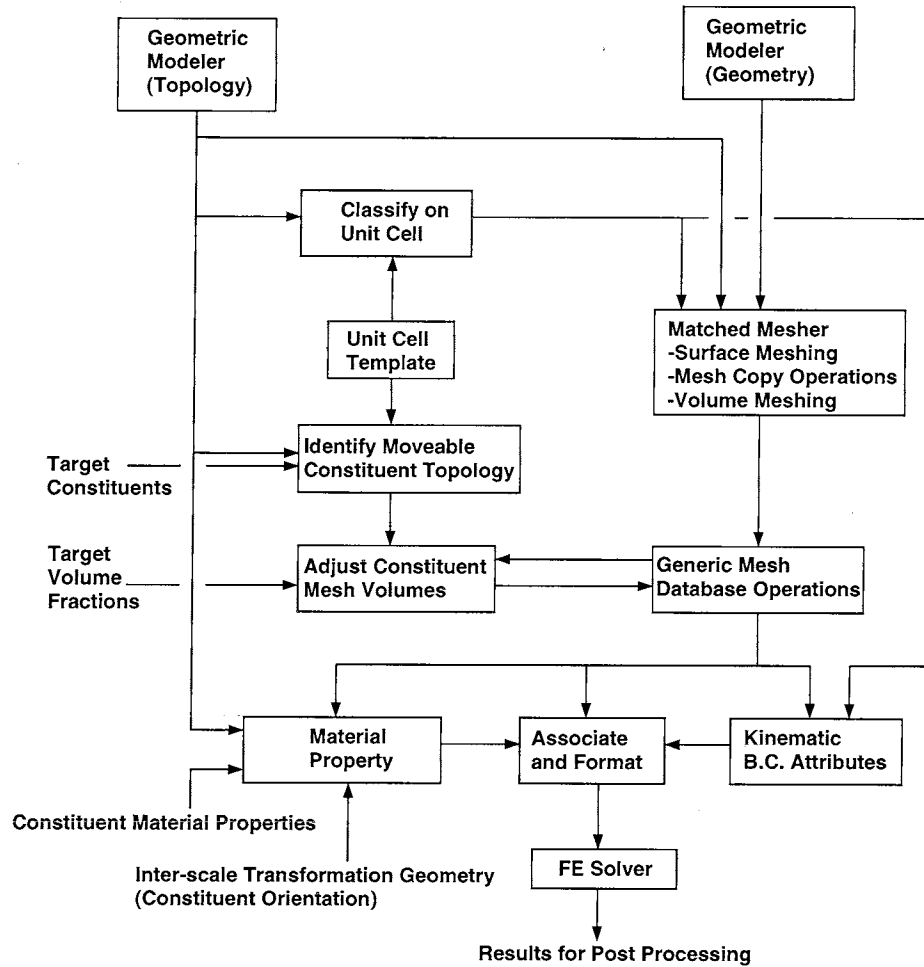 Geometric
Modeler
(Topology)
Geometric
Modeler
(Geometry)
Classify on
Unit Cell
Unit Cell
Template
Matched Mesher
-Surface Meshing
-Mesh Copy Operations
-Volume Meshing
Identify Moveable
Constituent Topology
Target
Constituents
Target
Volume
Fractions
Adjust Constituent
Mesh Volumes
Generic Mesh
Database Operations
Material
Property
Associate
and Format
Kinematic
B.C. Attributes
Constituent Material Properties
Inter-scale Transformation Geometry
(Constituent Orientation)
FE Solver
Results for Post Processing